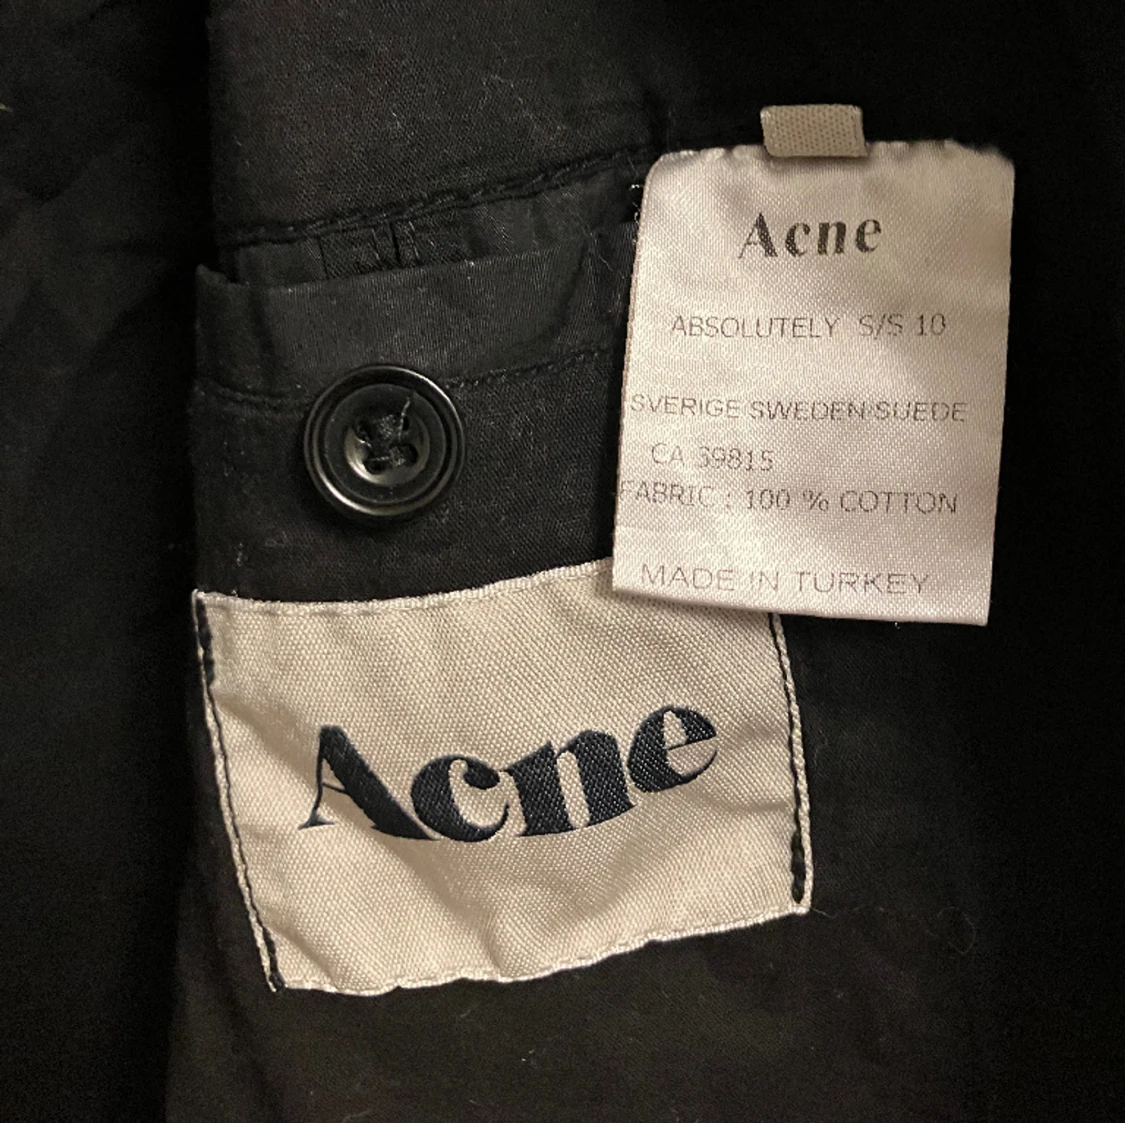 Acne
ABSOLUTELY S/S 10
SVERIGE SWEDEN SUEDE
CA 39815
FABRIC : 100 % COTTON
MADE IN TURKEY
Acne